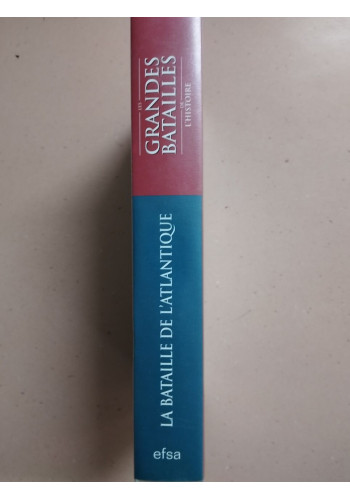 LES
GRANDES
BATAILLES
DE
L'HISTOIRE
LA BATAILLE DE L'ATLANTIQUE
efsa